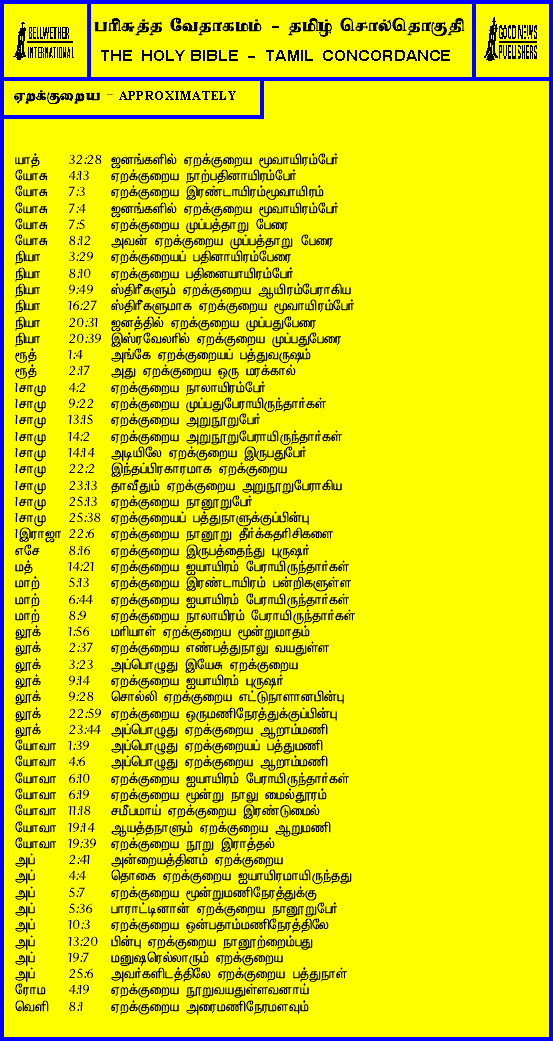 BELLWETHER INTERNATIONAL
பரிசுத்த வேதாகமம் - தமிழ் சொல்தொகுதி
THE HOLY BIBLE - TAMIL CONCORDANCE
GOOD NEWS PUBLISHERS
ஏறக்குறைய - APPROXIMATELY
யாத் 32:28 ஜனங்களில் ஏறக்குறைய மூவாயிரம்பேர்
யோசு 4:13 ஏறக்குறைய நாற்பதினாயிரம்பேர்
யோசு 7:3 ஏறக்குறைய இரண்டாயிரம்மூவாயிரம்
யோசு 7:4 ஜனங்களில் ஏறக்குறைய மூவாயிரம்பேர்
யோசு 7:5 ஏறக்குறைய முப்பத்தாறு பேரை
யோசு 8:12 அவன் ஏறக்குறைய முப்பத்தாறு பேரை
நியா 3:29 ஏறக்குறையப் பதினாயிரம்பேரை
நியா 8:10 ஏறக்குறைய பதினையாயிரம்பேர்
நியா 9:49 ஸ்திரீகளும் ஏறக்குறைய ஆயிரம்பேராகிய
நியா 16:27 ஸ்திரீகளுமாக ஏறக்குறைய மூவாயிரம்பேர்
நியா 20:31 ஜனத்தில் ஏறக்குறைய முப்பதுபேரை
நியா 20:39 இஸ்ரவேலரில் ஏறக்குறைய முப்பதுபேரை
ரூத் 1:4 அங்கே ஏறக்குறையப் பத்துவருஷம்
ரூத் 2:17 அது ஏறக்குறைய ஒரு மரக்கால்
1சாமு 4:2 ஏறக்குறைய நாலாயிரம்பேர்
1சாமு 9:22 ஏறக்குறைய முப்பதுபேராயிருந்தார்கள்
1சாமு 13:15 ஏறக்குறைய அறுநூறுபேர்
1சாமு 14:2 ஏறக்குறைய அறுநூறுபேராயிருந்தார்கள்
1சாமு 14:14 அடியிலே ஏறக்குறைய இருபதுபேர்
1சாமு 22:2 இந்தப்பிரகாரமாக ஏறக்குறைய
1சாமு 23:13 தாவீதும் ஏறக்குறைய அறுநூறுபேராகிய
1சாமு 25:13 ஏறக்குறைய நானூறுபேர்
1சாமு 25:38 ஏறக்குறையப் பத்துநாளுக்குப்பின்பு
1இராஜா 22:6 ஏறக்குறைய நானூறு தீர்க்கதரிசிகளை
எசே 8:16 ஏறக்குறைய இருபத்தைந்து புருஷர்
மத் 14:21 ஏறக்குறைய ஐயாயிரம் பேராயிருந்தார்கள்
மாற் 5:13 ஏறக்குறைய இரண்டாயிரம் பன்றிகளுள்ள
மாற் 6:44 ஏறக்குறைய ஐயாயிரம் பேராயிருந்தார்கள்
மாற் 8:9 ஏறக்குறைய நாலாயிரம் பேராயிருந்தார்கள்
லூக் 1:56 மரியாள் ஏறக்குறைய மூன்றுமாதம்
லூக் 2:37 ஏறக்குறைய எண்பத்துநாலு வயதுள்ள
லூக் 3:23 அப்பொழுது இயேசு ஏறக்குறைய
லூக் 9:14 ஏறக்குறைய ஐயாயிரம் புருஷர்
லூக் 9:28 சொல்லி ஏறக்குறைய எட்டுநாளானபின்பு
லூக் 22:59 ஏறக்குறைய ஒருமணிநேரத்துக்குப்பின்பு
லூக் 23:44 அப்பொழுது ஏறக்குறைய ஆறாம்மணி
யோவா 1:39 அப்பொழுது ஏறக்குறையப் பத்துமணி
யோவா 4:6 அப்பொழுது ஏறக்குறைய ஆறாம்மணி
யோவா 6:10 ஏறக்குறைய ஐயாயிரம் பேராயிருந்தார்கள்
யோவா 6:19 ஏறக்குறைய மூன்று நாலு மைல்தூரம்
யோவா 11:18 சமீபமாய் ஏறக்குறைய இரண்டுமைல்
யோவா 19:14 ஆயத்தநாளும் ஏறக்குறைய ஆறுமணி
யோவா 19:39 ஏறக்குறைய நூறு இராத்தல்
அப் 2:41 அன்றையத்தினம் ஏறக்குறைய
அப் 4:4 தொகை ஏறக்குறைய ஐயாயிரமாயிருந்தது
அப் 5:7 ஏறக்குறைய மூன்றுமணிநேரத்துக்கு
அப் 5:36 பாராட்டினான் ஏறக்குறைய நானூறுபேர்
அப் 10:3 ஏறக்குறைய ஒன்பதாம்மணிநேரத்திலே
அப் 13:20 பின்பு ஏறக்குறைய நானூற்றைம்பது
அப் 19:7 மனுஷரெல்லாரும் ஏறக்குறைய
அப் 25:6 அவர்களிடத்திலே ஏறக்குறைய பத்துநாள்
ரோம 4:19 ஏறக்குறைய நூறுவயதுள்ளவனாய்
வெளி 8:1 ஏறக்குறைய அரைமணிநேரமளவும்